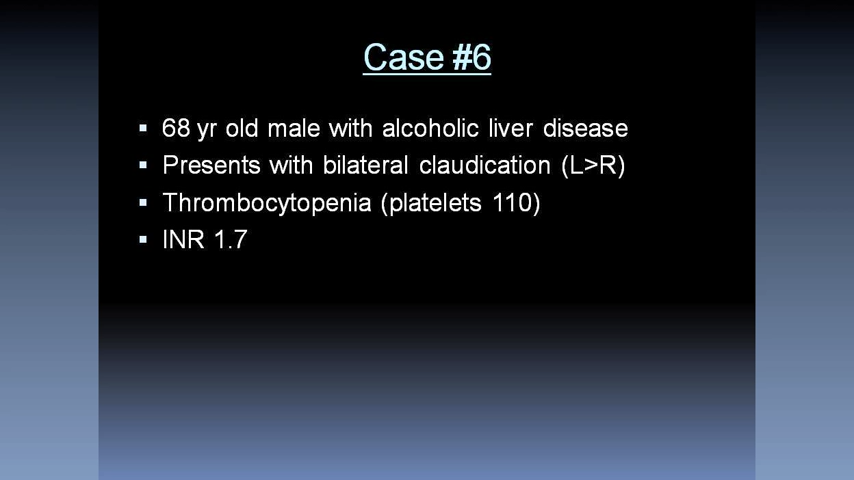 Case #6
▪ 68 yr old male with alcoholic liver disease
▪ Presents with bilateral claudication (L>R)
▪ Thrombocytopenia (platelets 110)
▪ INR 1.7